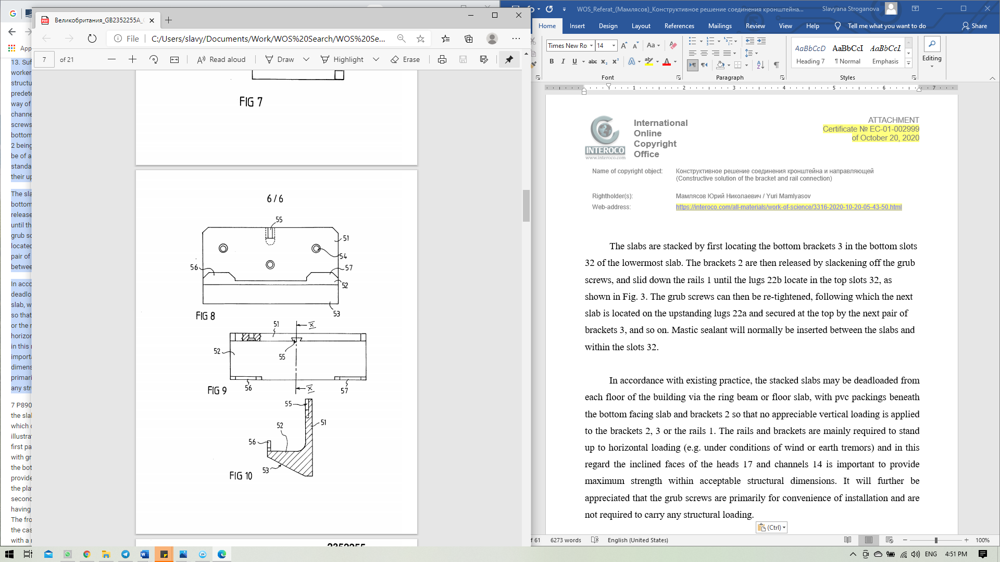 Великобритания_GB2352255A_
File
C:/Users/slavy/Documents/Work/WOS%20Search/WOS%20Se...
App
7
of 21
Read aloud
Draw
Highlight
Erase
13. Suf
worker
structu
predete
way of
channe
screws
bottom
2 being
be of a
standa
their up
The sla
bottom
release
until th
grub sc
located
pair of
betwee
In acco
deadlo
slab, w
so that
or the r
horizor
in this r
importa
dimens
primari
any str
7 P890
the slal
which c
illustrat
first pa
with gr
the bot
provide
the plat
second
having
The fro
the cas
with a r
FIG 7
6/6
55
51
54
56
57
52
53
FIG 8
51
X
52
55
56
X
57
FIG 9
55
51
52
56
53
FIG 10
2352255
WOS_Referat_(Мамлясов)_Конструктивное решение соединения кронштейна...
Slavyana Stroganova
Home
Insert
Design
Layout
References
Mailings
Review
View
Help
Tell me what you want to do
Share
Times New Ro
14
Aa
B I U abc x₂ x²
Font
Paragraph
AaBbCcD
AaBbCcI
AaBbCcL
Heading 7
¶ Normal
Emphasis
Styles
Editing
1 2 3 4 5 6 7
INTEROCO
www.interoco.com
International
Online
Copyright
Office
ATTACHMENT
Certificate № EC-01-002999
of October 20, 2020
Name of copyright object:
Конструктивное решение соединения кронштейна и направляющей
(Constructive solution of the bracket and rail connection)
Rightholder(s):
Мамлясов Юрий Николаевич / Yuri Mamlyasov
Web-address:
https://interoco.com/all-materials/work-of-science/3316-2020-10-20-05-43-50.html
The slabs are stacked by first locating the bottom brackets 3 in the bottom slots
32 of the lowermost slab. The brackets 2 are then released by slackening off the grub
screws, and slid down the rails 1 until the lugs 22b locate in the top slots 32, as
shown in Fig. 3. The grub screws can then be re-tightened, following which the next
slab is located on the upstanding lugs 22a and secured at the top by the next pair of
brackets 3, and so on. Mastic sealant will normally be inserted between the slabs and
within the slots 32.
In accordance with existing practice, the stacked slabs may be deadloaded from
each floor of the building via the ring beam or floor slab, with pvc packings beneath
the bottom facing slab and brackets 2 so that no appreciable vertical loading is applied
to the brackets 2, 3 or the rails 1. The rails and brackets are mainly required to stand
up to horizontal loading (e.g. under conditions of wind or earth tremors) and in this
regard the inclined faces of the heads 17 and channels 14 is important to provide
maximum strength within acceptable structural dimensions. It will further be
appreciated that the grub screws are primarily for convenience of installation and are
not required to carry any structural loading.
(Ctrl)
of 61
6273 words
English (United States)
100%
ENG
4:51 PM